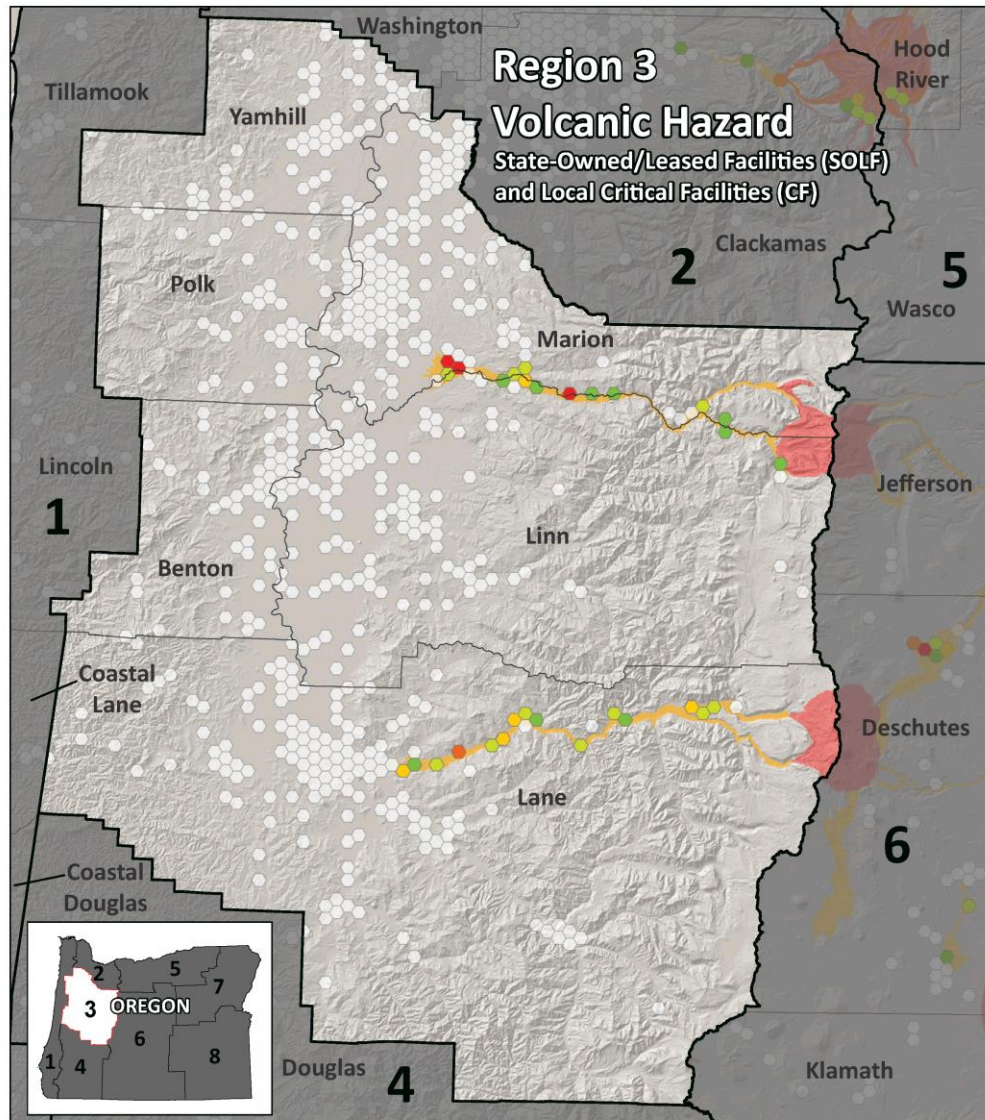 Washington
Region 3
Volcanic Hazard
State-Owned/Leased Facilities (SOLF)
and Local Critical Facilities (CF)
Hood
River
Tillamook
Yamhill
Clackamas
2
5
Polk
Wasco
Marion
Lincoln
1
Jefferson
Linn
Benton
Coastal
Lane
Deschutes
Lane
6
Coastal
Douglas
2
5
7
3
OREGON
6
1
4
8
Douglas
4
Klamath